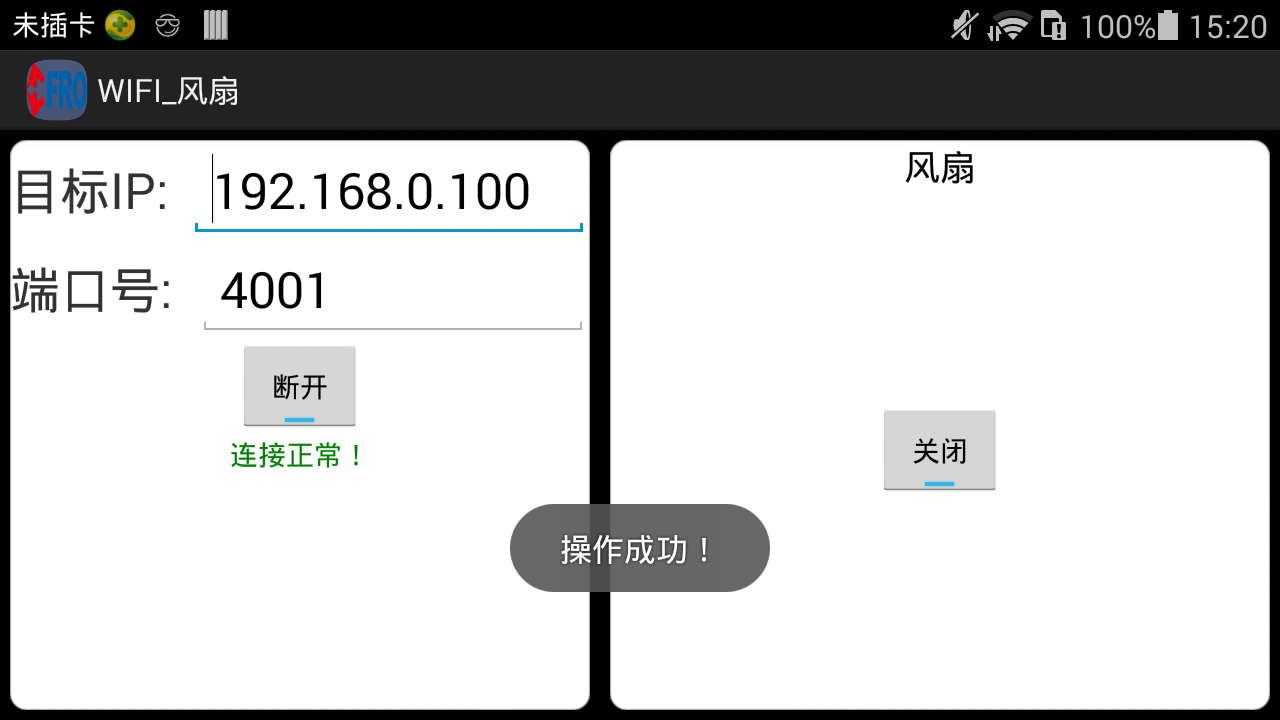 未插卡 100% 15:20
FRO WIFI_风扇
目标IP: 192.168.0.100
端口号: 4001
断开
连接正常！
风扇
关闭
操作成功！